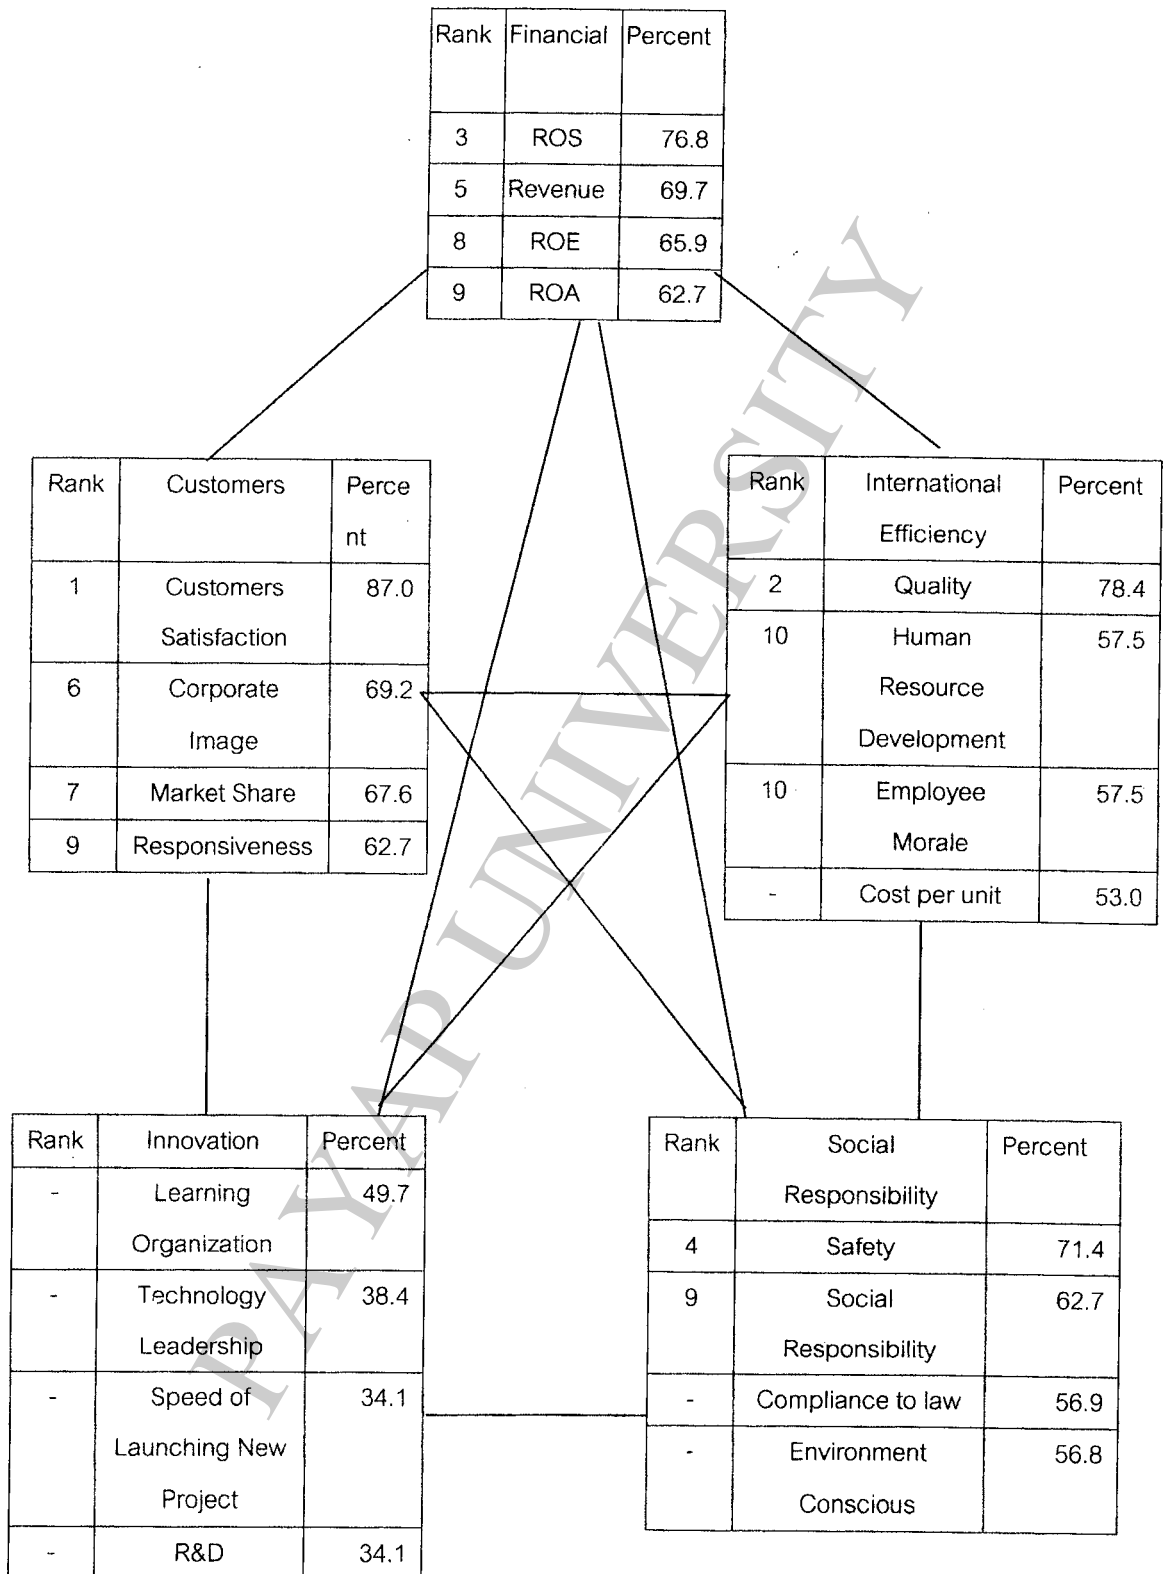 Rank Financial Percent
3 ROS 76.8
5 Revenue 69.7
8 ROE 65.9
9 ROA 62.7
Rank Customers Perce
nt
1 Customers 87.0
Satisfaction
6 Corporate 69.2
Image
7 Market Share 67.6
9 Responsiveness 62.7
Rank International Percent
Efficiency
2 Quality 78.4
10 Human 57.5
Resource
Development
10 Employee 57.5
Morale
- Cost per unit 53.0
Rank Innovation Percent
- Learning 49.7
Organization
- Technology 38.4
Leadership
- Speed of 34.1
Launching New
Project
- R&D 34.1
Rank Social Percent
Responsibility
4 Safety 71.4
9 Social 62.7
Responsibility
- Compliance to law 56.9
- Environment 56.8
Conscious
PAYAP UNIVERSITY